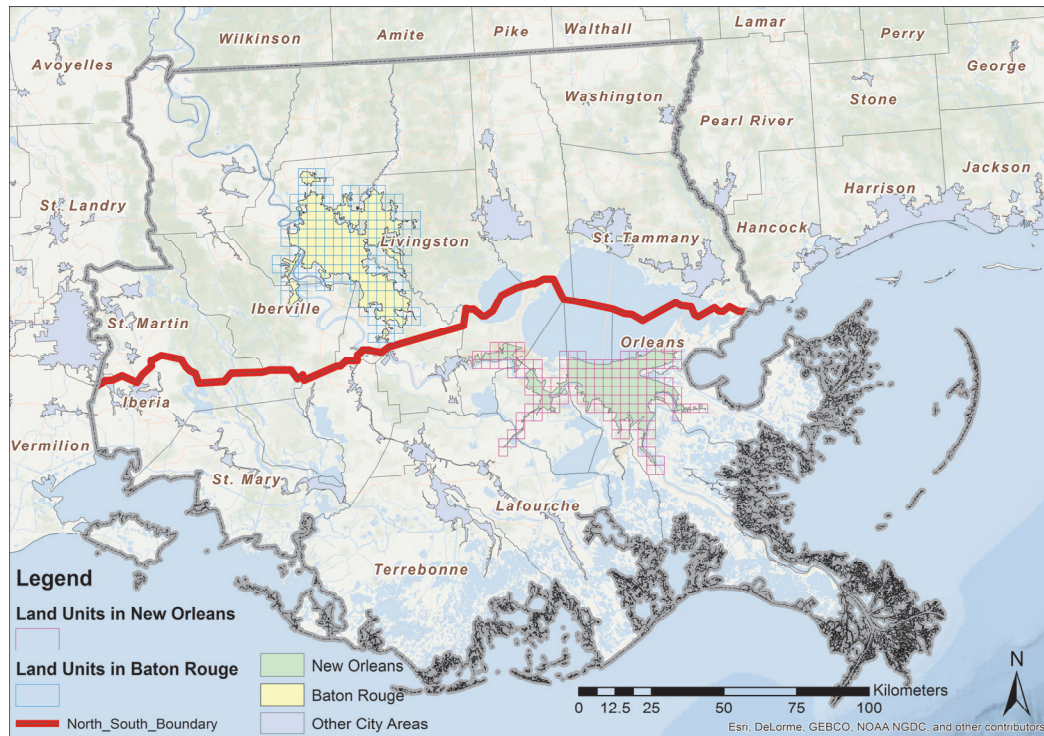 Wilkinson
Amite
Pike
Walthall
Lamar
Perry
Avoyelles
George
Washington
Stone
Pearl River
Jackson
Harrison
St. Landry
Hancock
Livingston
St. Tammany
Iberville
St. Martin
Orleans
Iberia
Vermilion
St. Mary
Lafourche
Terrebonne
Legend
Land Units in New Orleans
Land Units in Baton Rouge
North_South_Boundary
New Orleans
Baton Rouge
Other City Areas
N
Kilometers
0 12.5 25 50 75 100
Esri, DeLorme, GEBCO, NOAA NGDC, and other contributors